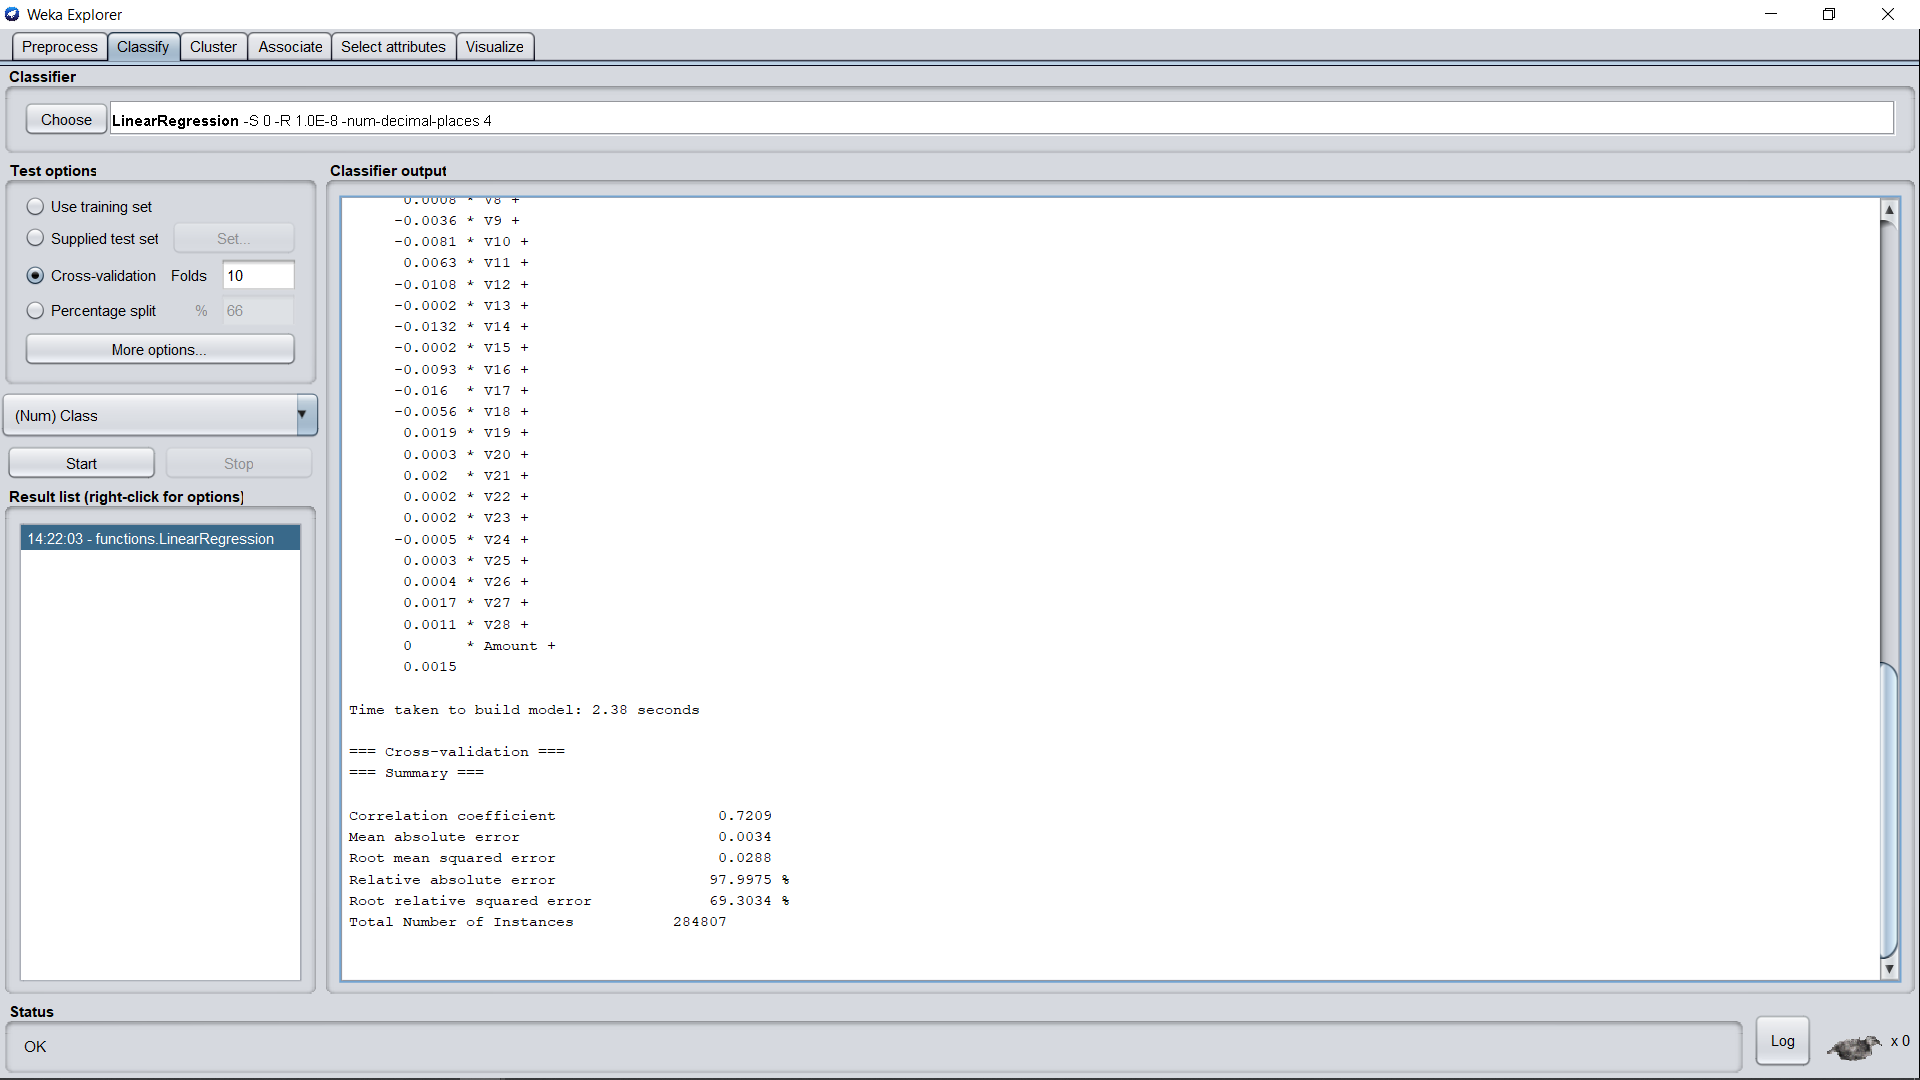 Weka Explorer
Preprocess Classify Cluster Associate Select attributes Visualize
Classifier
Choose LinearRegression -S 0 -R 1.0E-8 -num-decimal-places 4
Test options
Use training set
Supplied test set Set...
Cross-validation Folds 10
Percentage split % 66
More options...
(Num) Class
Start Stop
Result list (right-click for options)
14:22:03 - functions.LinearRegression
Classifier output
0.0008 * V8 +
-0.0036 * V9 +
-0.0081 * V10 +
0.0063 * V11 +
-0.0108 * V12 +
-0.0002 * V13 +
-0.0132 * V14 +
-0.0002 * V15 +
-0.0093 * V16 +
-0.016 * V17 +
-0.0056 * V18 +
0.0019 * V19 +
0.0003 * V20 +
0.002 * V21 +
0.0002 * V22 +
0.0002 * V23 +
-0.0005 * V24 +
0.0003 * V25 +
0.0004 * V26 +
0.0017 * V27 +
0.0011 * V28 +
0 * Amount +
0.0015
Time taken to build model: 2.38 seconds
=== Cross-validation ===
=== Summary ===
Correlation coefficient 0.7209
Mean absolute error 0.0034
Root mean squared error 0.0288
Relative absolute error 97.9975 %
Root relative squared error 69.3034 %
Total Number of Instances 284807
Status
OK
Log x 0